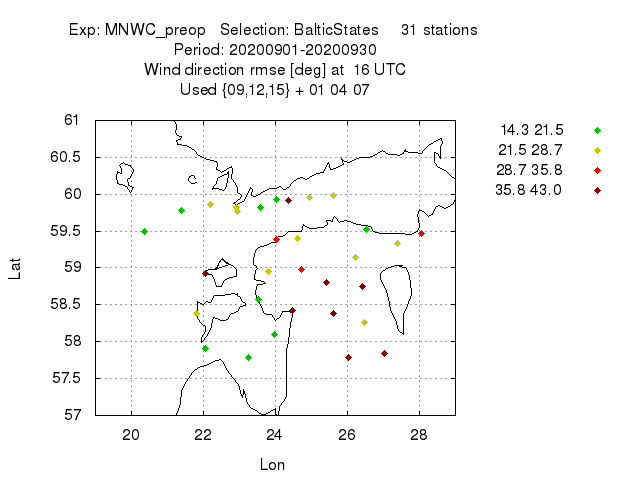 Exp: MNWC_preop Selection: BalticStates 31 stations
Period: 20200901-20200930
Wind direction rmse [deg] at 16 UTC
Used {09,12,15} + 01 04 07
61
60.5
60
59.5
59
58.5
58
57.5
57
Lat
20 22 24 26 28
Lon
14.3 21.5
21.5 28.7
28.7 35.8
35.8 43.0